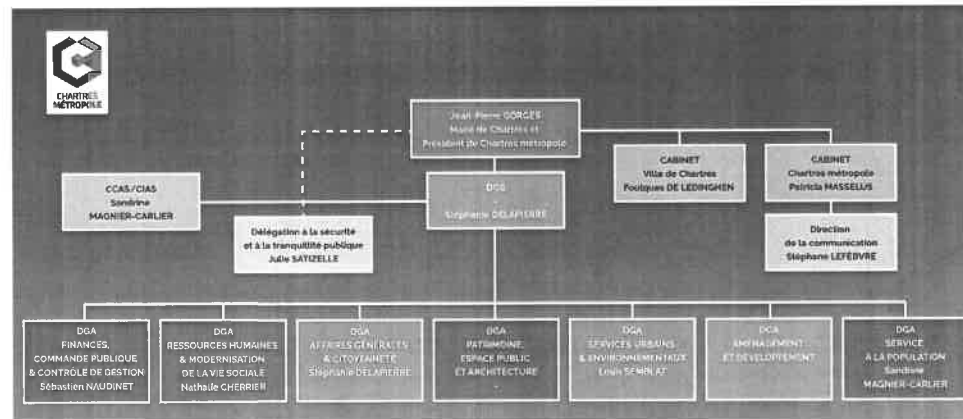 CHARTRES
MÉTROPOLE
Jean-Pierre GORGES
Maire de Chartres et
Président de Chartres métropole
CABINET
Ville de Chartres
Foulques DE LEDINGHEN
CABINET
Chartres métropole
Patricia MASSELUS
CCAS/CIAS
Sandrine
MAGNIER-CARLIER
DGS
-
Stéphanie DELAPIERRE
Délégation à la sécurité
et à la tranquillité publique
Julie SATIZELLE
Direction
de la communication
Stéphane LEFÈBVRE
DGA
FINANCES,
COMMANDE PUBLIQUE
& CONTRÔLE DE GESTION
Sébastien NAUDINET
DGA
RESSOURCES HUMAINES
& MODERNISATION
DE LA VIE SOCIALE
Nathalie CHERRIER
DGA
AFFAIRES GÉNÉRALES
& CITOYENNETÉ
Stéphanie DELAPIERRE
DGA
PATRIMOINE,
ESPACE PUBLIC
ET ARCHITECTURE
-
DGA
SERVICES URBAINS
& ENVIRONNEMENTAUX
Louis SEMBLAT
DGA
AMÉNAGEMENT
ET DÉVELOPPEMENT
DGA
SERVICE
À LA POPULATION
Sandrine
MAGNIER-CARLIER